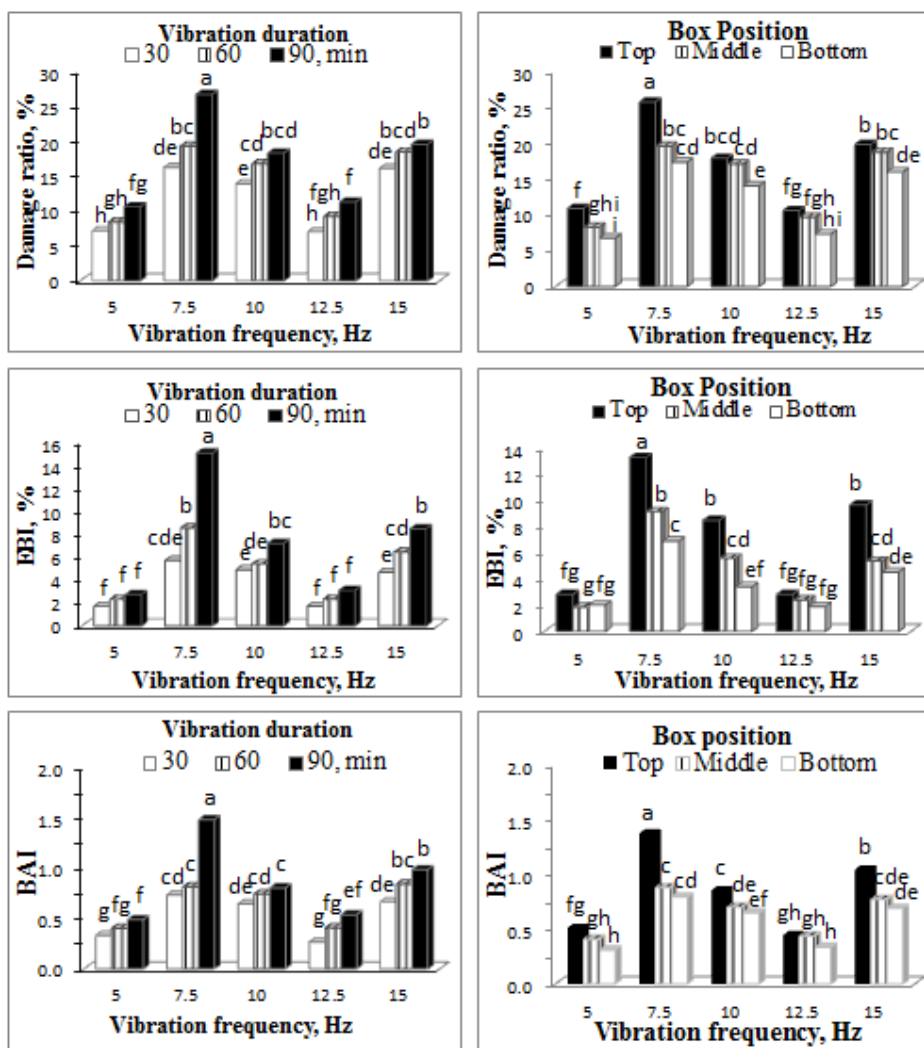 Vibration duration
30 60 90, min
Damage ratio, %
30
25
20
15
10
5
0
h gh fg de bc a e cd bcd h fgh f de bcd b
5 7.5 10 12.5 15
Vibration frequency, Hz
Box Position
Top Middle Bottom
Damage ratio, %
30
25
20
15
10
5
0
f ghi i a bc cd bcd cd e fg fgh hi b bc de
5 7.5 10 12.5 15
Vibration frequency, Hz
Vibration duration
30 60 90, min
EBI, %
16
14
12
10
8
6
4
2
0
f f f cde b a e de bc f f f e cd b
5 7.5 10 12.5 15
Vibration frequency, Hz
Box Position
Top Middle Bottom
EBI, %
14
12
10
8
6
4
2
0
fg g fg a b c b cd ef fg fg fg b cd de
5 7.5 10 12.5 15
Vibration frequency, Hz
Vibration duration
30 60 90, min
BAI
2.0
1.5
1.0
0.5
0.0
g fg f cd c a de cd c g fg ef de bc b
5 7.5 10 12.5 15
Vibration frequency, Hz
Box position
Top Middle Bottom
BAI
2.0
1.5
1.0
0.5
0.0
fg gh h a c cd c de ef gh gh h b cde de
5 7.5 10 12.5 15
Vibration frequency, Hz